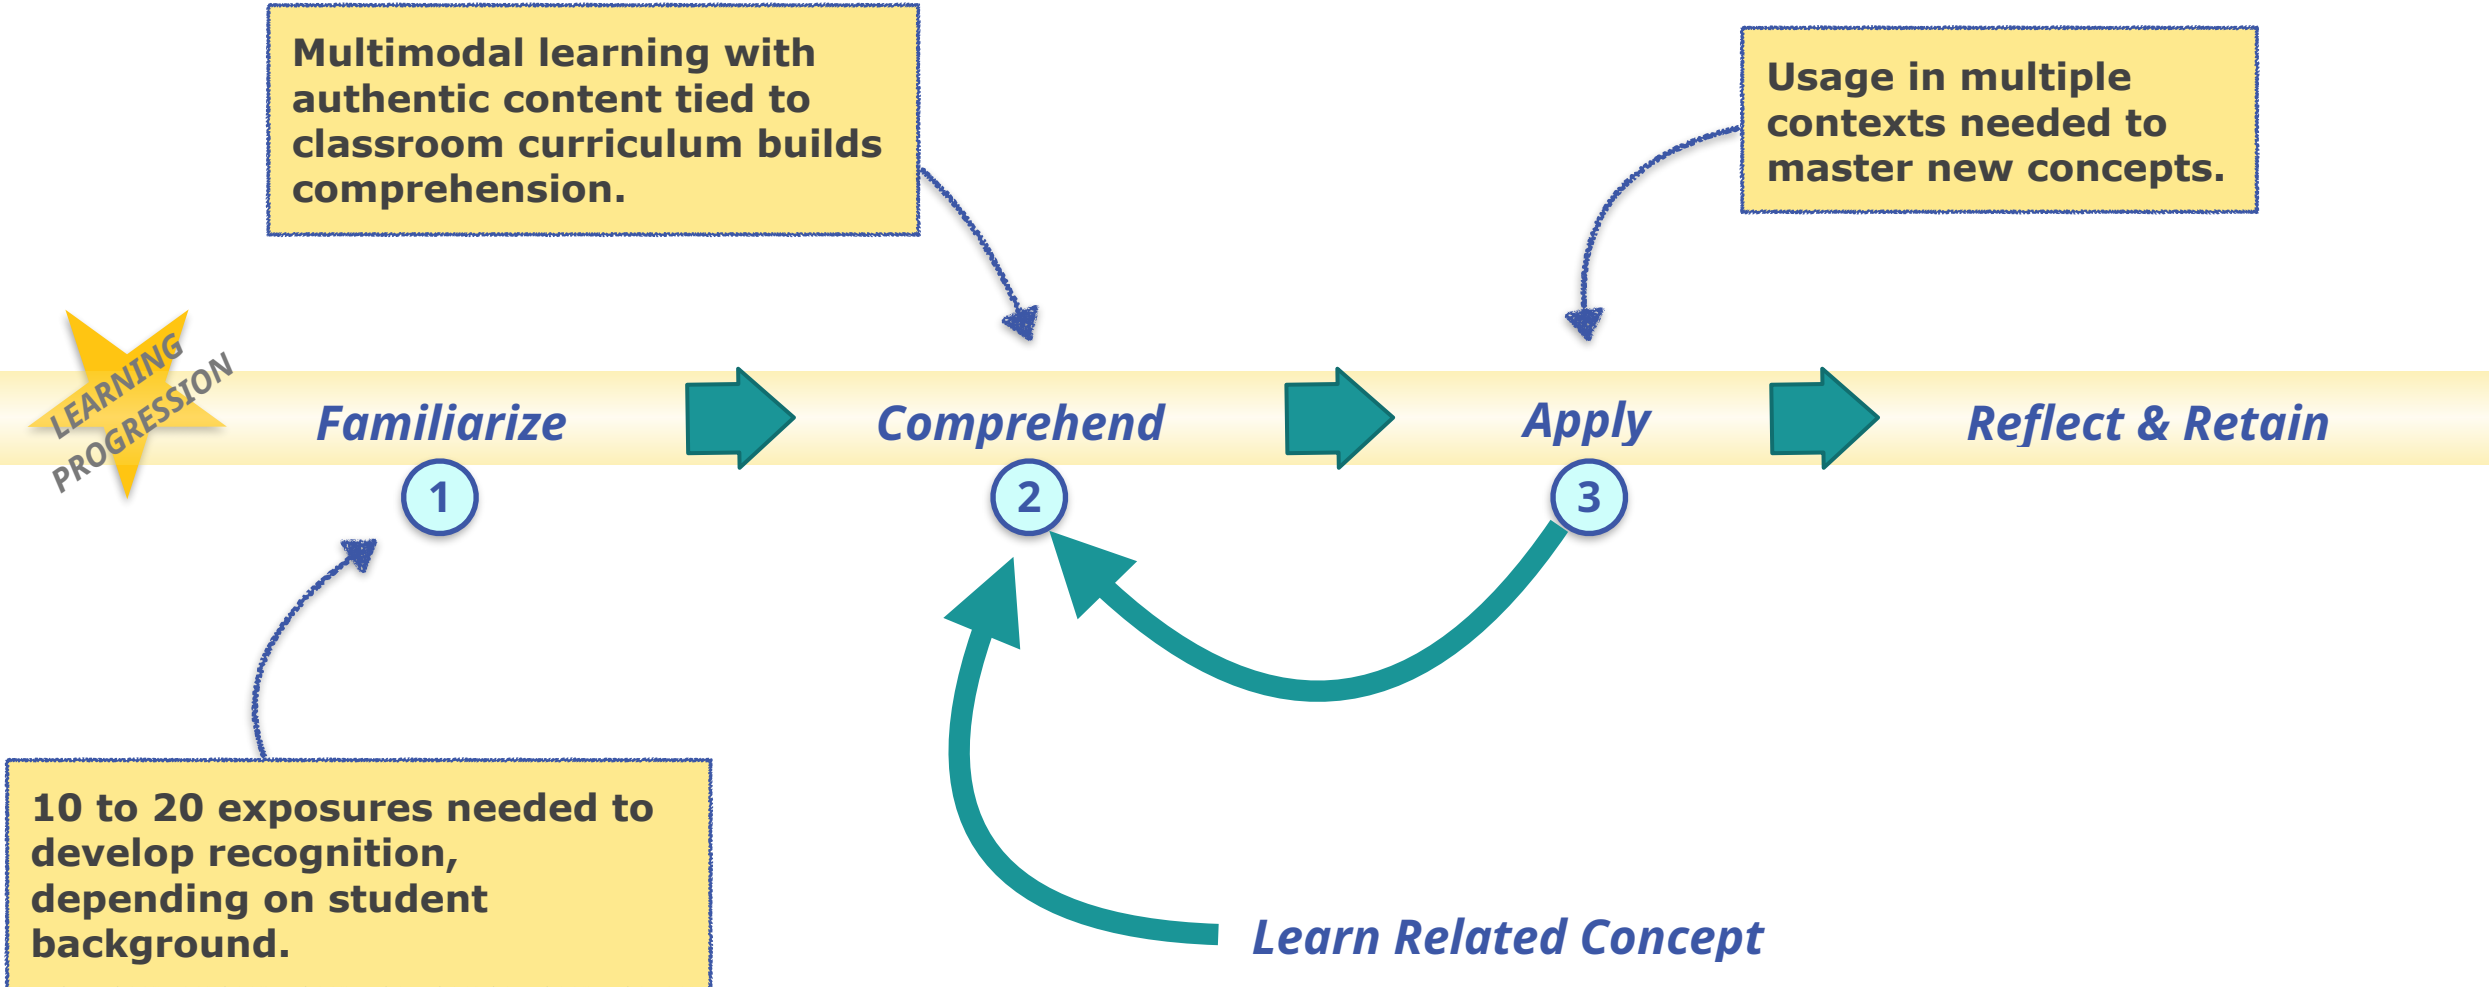 Multimodal learning with
authentic content tied to
classroom curriculum builds
comprehension.
Usage in multiple
contexts needed to
master new concepts.
LEARNING
PROGRESSION
Familiarize
Comprehend
Apply
Reflect & Retain
1
2
3
10 to 20 exposures needed to
develop recognition,
depending on student
background.
Learn Related Concept